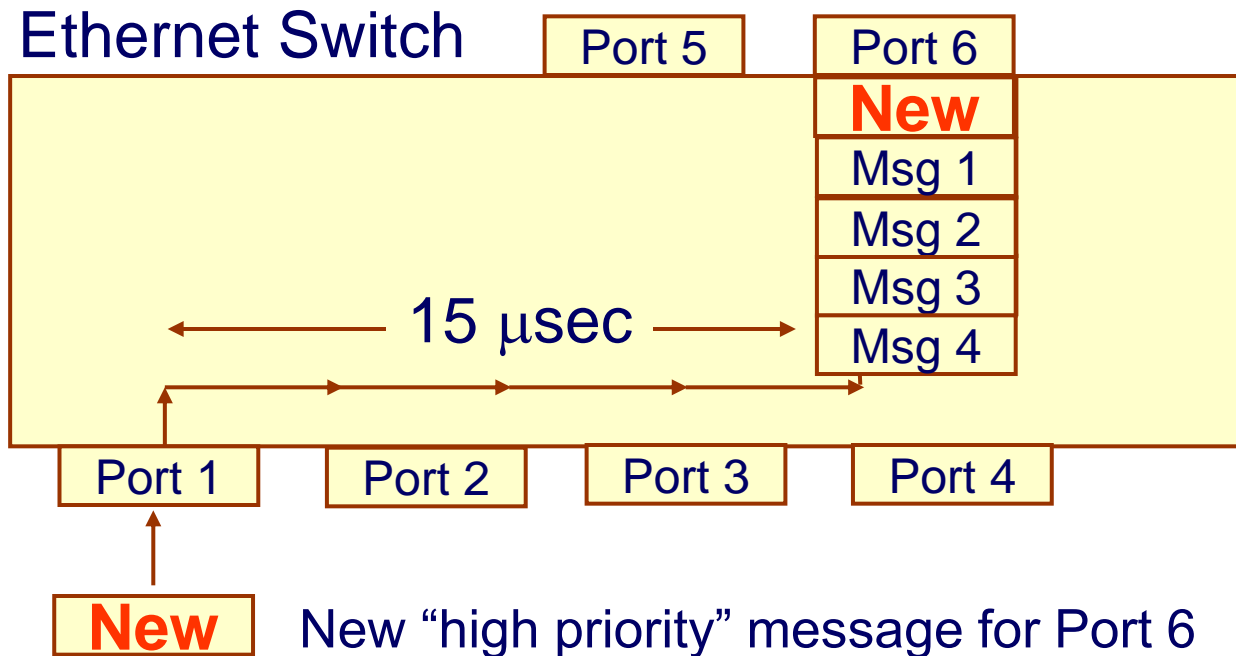 Ethernet Switch
Port 5
Port 6
New
Msg 1
Msg 2
Msg 3
Msg 4
15 μsec
Port 1
Port 2
Port 3
Port 4
New
New “high priority” message for Port 6